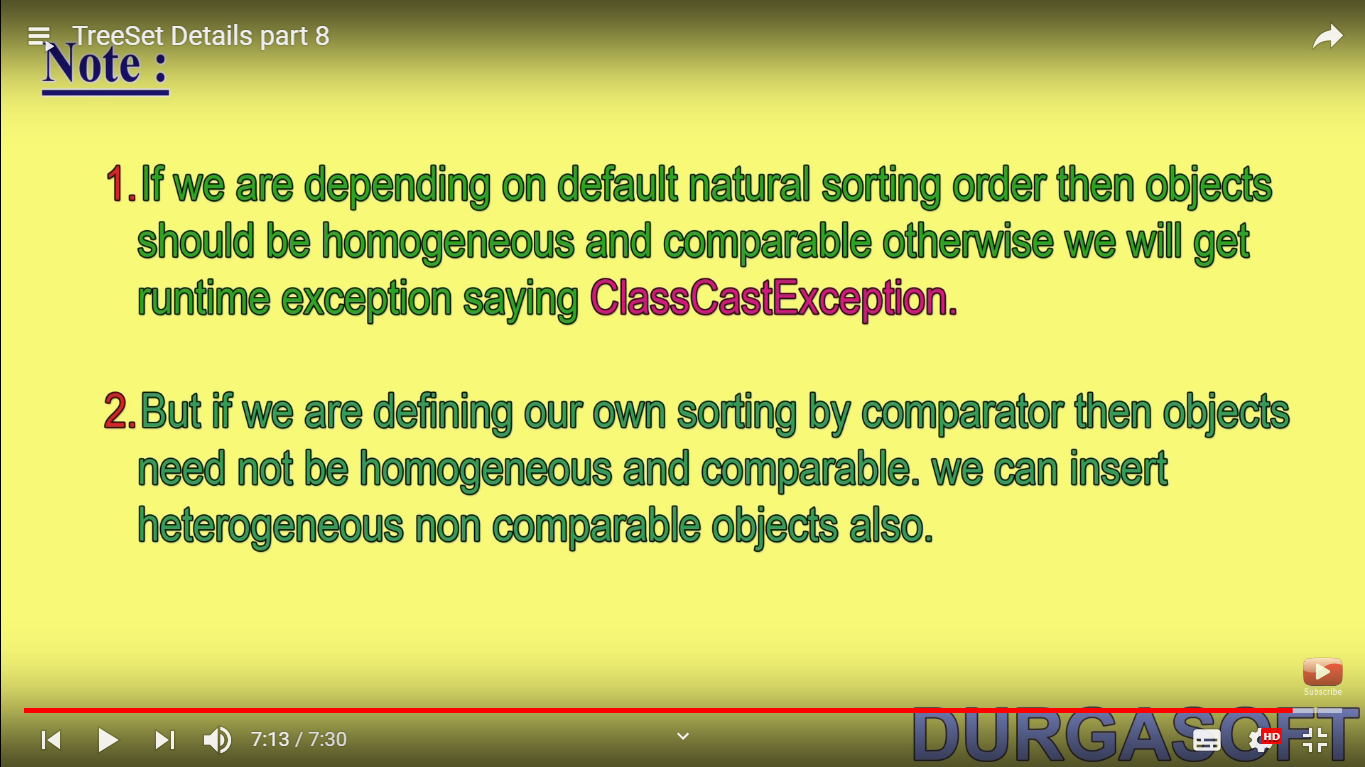 TreeSet Details part 8
Note :
1.If we are depending on default natural sorting order then objects
should be homogeneous and comparable otherwise we will get
runtime exception saying ClassCastException.
2.But if we are defining our own sorting by comparator then objects
need not be homogeneous and comparable. we can insert
heterogeneous non comparable objects also.
Subscribe
DURGASOFT
7:13 / 7:30
HD